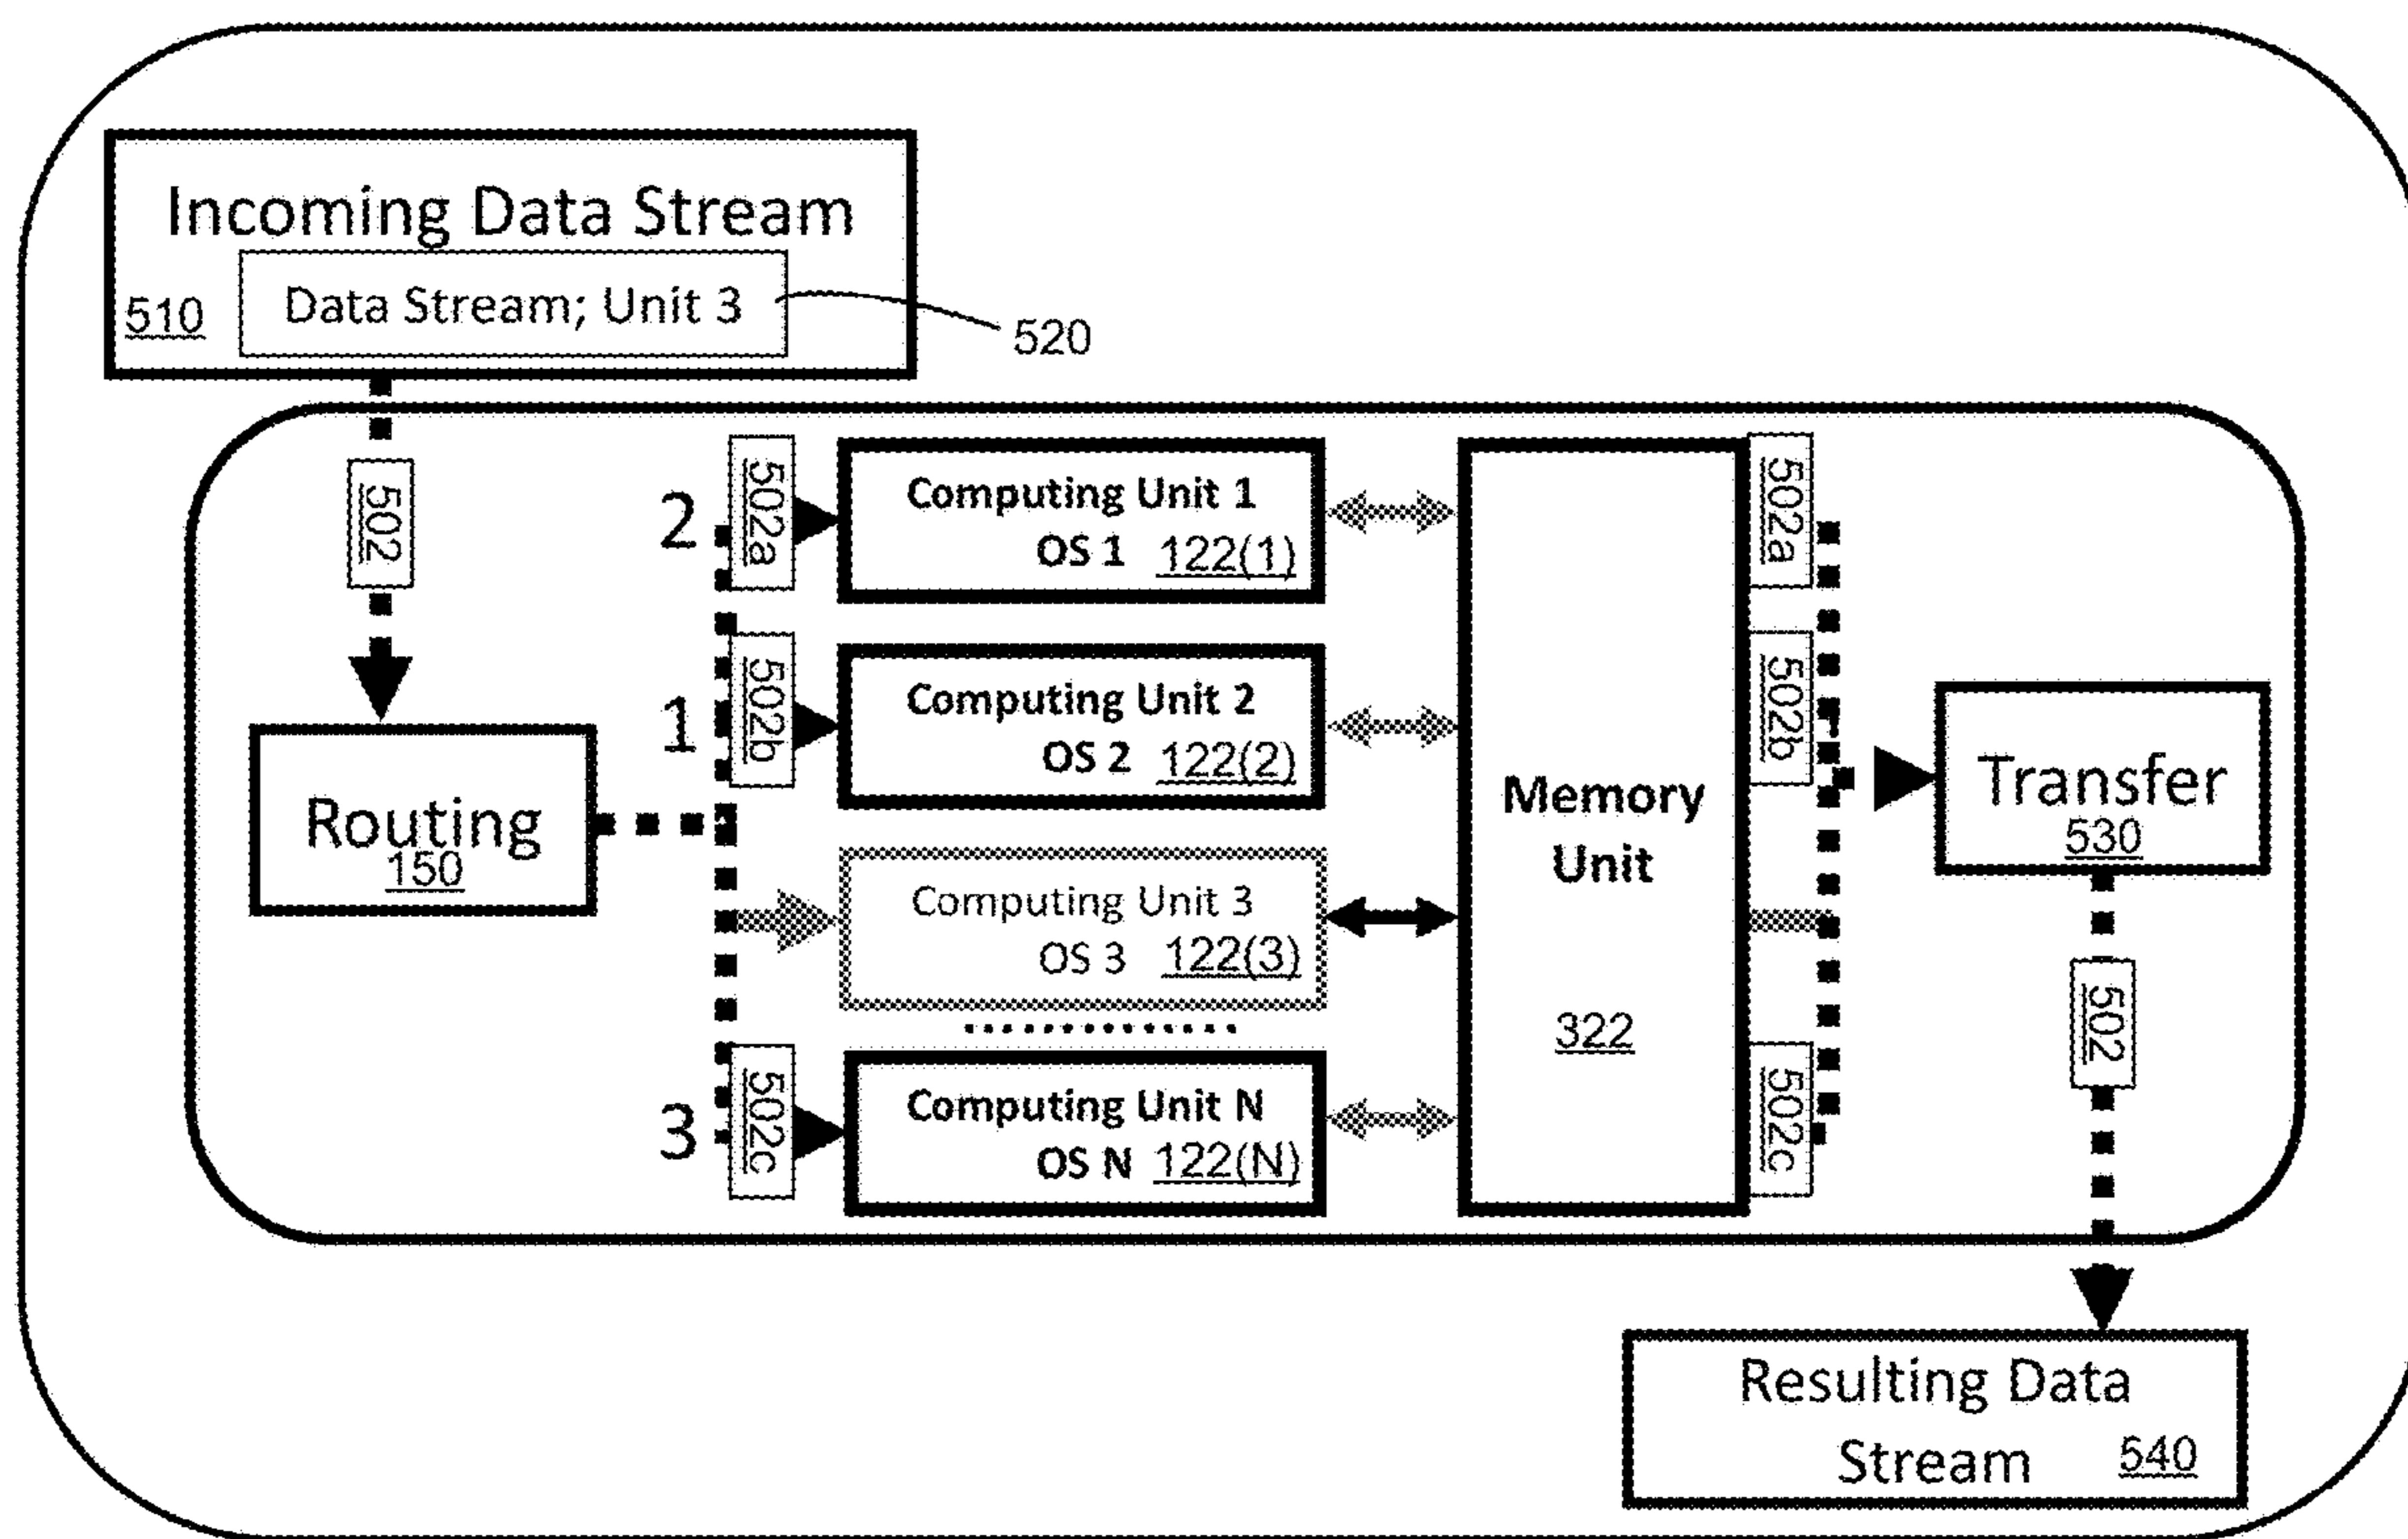 Incoming Data Stream
510
Data Stream; Unit 3
520
502
2
502a
Computing Unit 1
OS 1 122(1)
1
502b
Computing Unit 2
OS 2 122(2)
Routing
150
Computing Unit 3
OS 3 122(3)
.............
3
502c
Computing Unit N
OS N 122(N)
Memory
Unit
322
502a
502b
502c
Transfer
530
502
Resulting Data
Stream 540